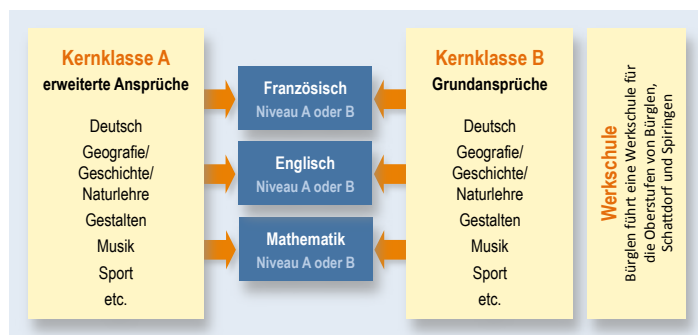 Kernklasse A
erweiterte Ansprüche
Deutsch
Geografie/
Geschichte/
Naturlehre
Gestalten
Musik
Sport
etc.
Französisch
Niveau A oder B
Englisch
Niveau A oder B
Mathematik
Niveau A oder B
Kernklasse B
Grundansprüche
Deutsch
Geografie/
Geschichte/
Naturlehre
Gestalten
Musik
Sport
etc.
Werkschule
Bürglen führt eine Werkschule für
die Oberstufen von Bürglen,
Schattdorf und Spiringen